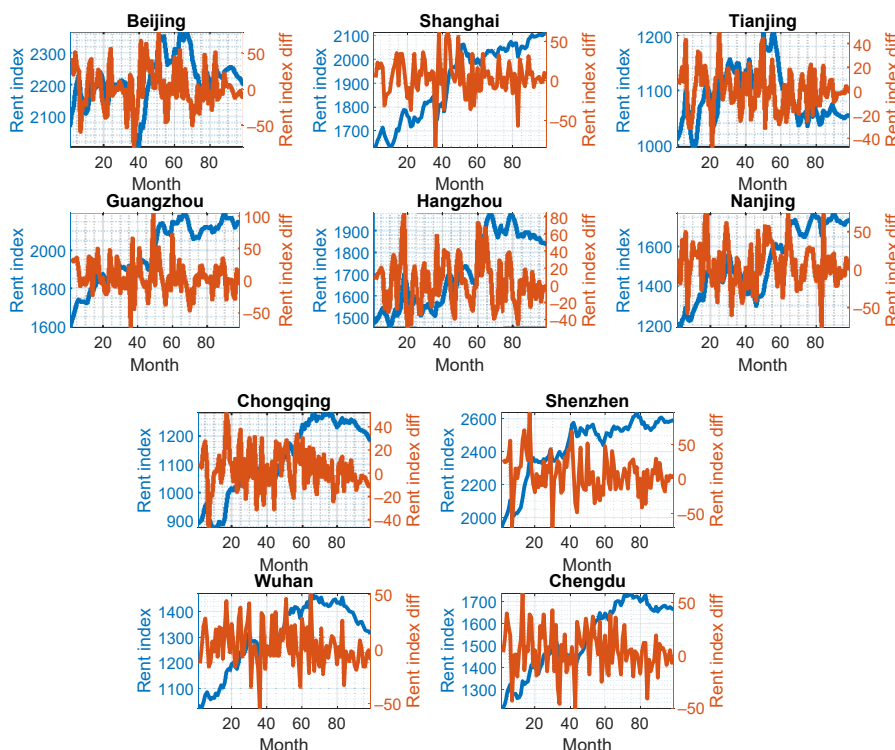 Beijing
Rent index
2300
2200
2100
50
0
−50
Rent index diff
20 40 60 80
Month
Shanghai
Rent index
2100
2000
1900
1800
1700
50
0
−50
Rent index diff
20 40 60 80
Month
Tianjing
Rent index
1200
1100
1000
40
20
0
−20
−40
Rent index diff
20 40 60 80
Month
Guangzhou
Rent index
2000
1800
1600
100
50
0
−50
Rent index diff
20 40 60 80
Month
Hangzhou
Rent index
1900
1800
1700
1600
1500
80
60
40
20
0
−20
−40
Rent index diff
20 40 60 80
Month
Nanjing
Rent index
1600
1400
1200
50
0
−50
Rent index diff
20 40 60 80
Month
Chongqing
Rent index
1200
1100
1000
900
40
20
0
−20
−40
Rent index diff
20 40 60 80
Month
Shenzhen
Rent index
2600
2400
2200
2000
50
0
−50
Rent index diff
20 40 60 80
Month
Wuhan
Rent index
1400
1300
1200
1100
50
0
−50
Rent index diff
20 40 60 80
Month
Chengdu
Rent index
1700
1600
1500
1400
1300
50
0
−50
Rent index diff
20 40 60 80
Month